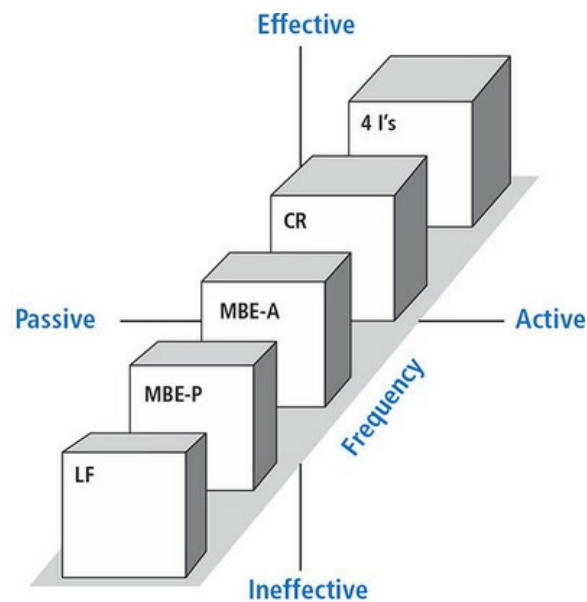 Effective
4 I's
CR
MBE-A
Passive
Active
MBE-P
Frequency
LF
Ineffective